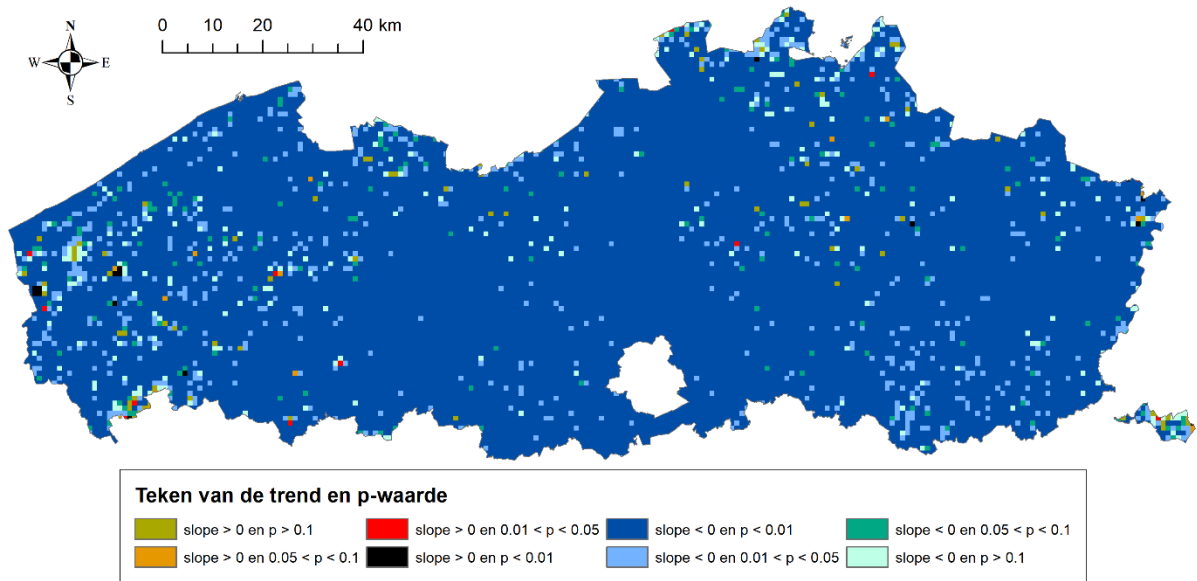 N
W E
S
0 10 20 40 km
Teken van de trend en p-waarde
slope > 0 en p > 0.1 slope > 0 en 0.01 < p < 0.05 slope < 0 en p < 0.01 slope < 0 en 0.05 < p < 0.1
slope > 0 en 0.05 < p < 0.1 slope > 0 en p < 0.01 slope < 0 en 0.01 < p < 0.05 slope < 0 en p > 0.1